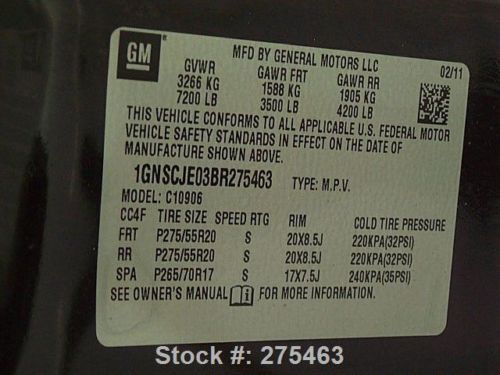 GM ®
MFD BY GENERAL MOTORS LLC
GVWR GAWR FRT GAWR RR 02/11
3266 KG 1588 KG 1905 KG
7200 LB 3500 LB 4200 LB
THIS VEHICLE CONFORMS TO ALL APPLICABLE U.S. FEDERAL MOTOR
VEHICLE SAFETY STANDARDS IN EFFECT ON THE DATE OF
MANUFACTURE SHOWN ABOVE.
1GNSCJE03BR275463 TYPE: M.P.V.
MODEL: C10906
CC4F TIRE SIZE SPEED RTG RIM COLD TIRE PRESSURE
FRT P275/55R20 S 20X8.5J 220KPA(32PSI)
RR P275/55R20 S 20X8.5J 220KPA(32PSI)
SPA P265/70R17 S 17X7.5J 240KPA(35PSI)
SEE OWNER'S MANUAL FOR MORE INFORMATION.
Stock #: 275463